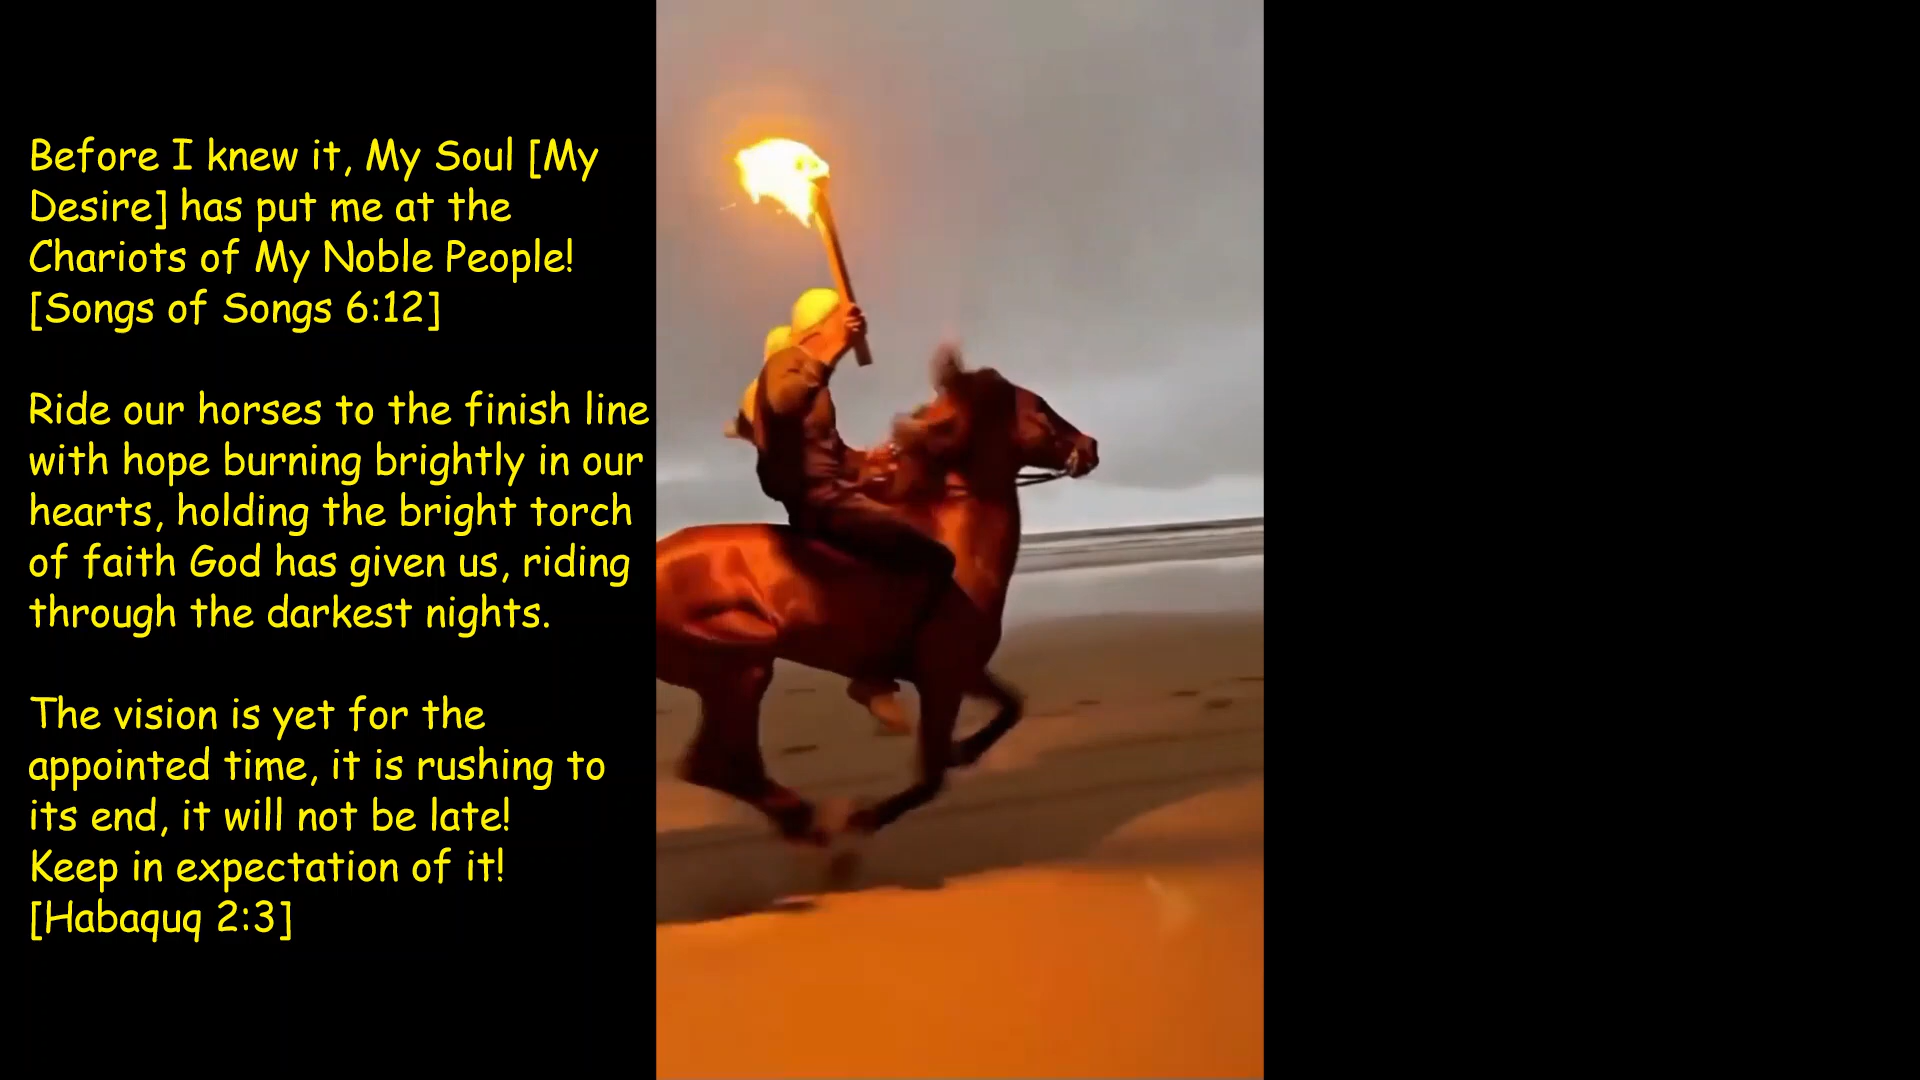 Before I knew it, My Soul [My
Desire] has put me at the
Chariots of My Noble People!
[Songs of Songs 6:12]
Ride our horses to the finish line
with hope burning brightly in our
hearts, holding the bright torch
of faith God has given us, riding
through the darkest nights.
The vision is yet for the
appointed time, it is rushing to
its end, it will not be late!
Keep in expectation of it!
[Habaquq 2:3]